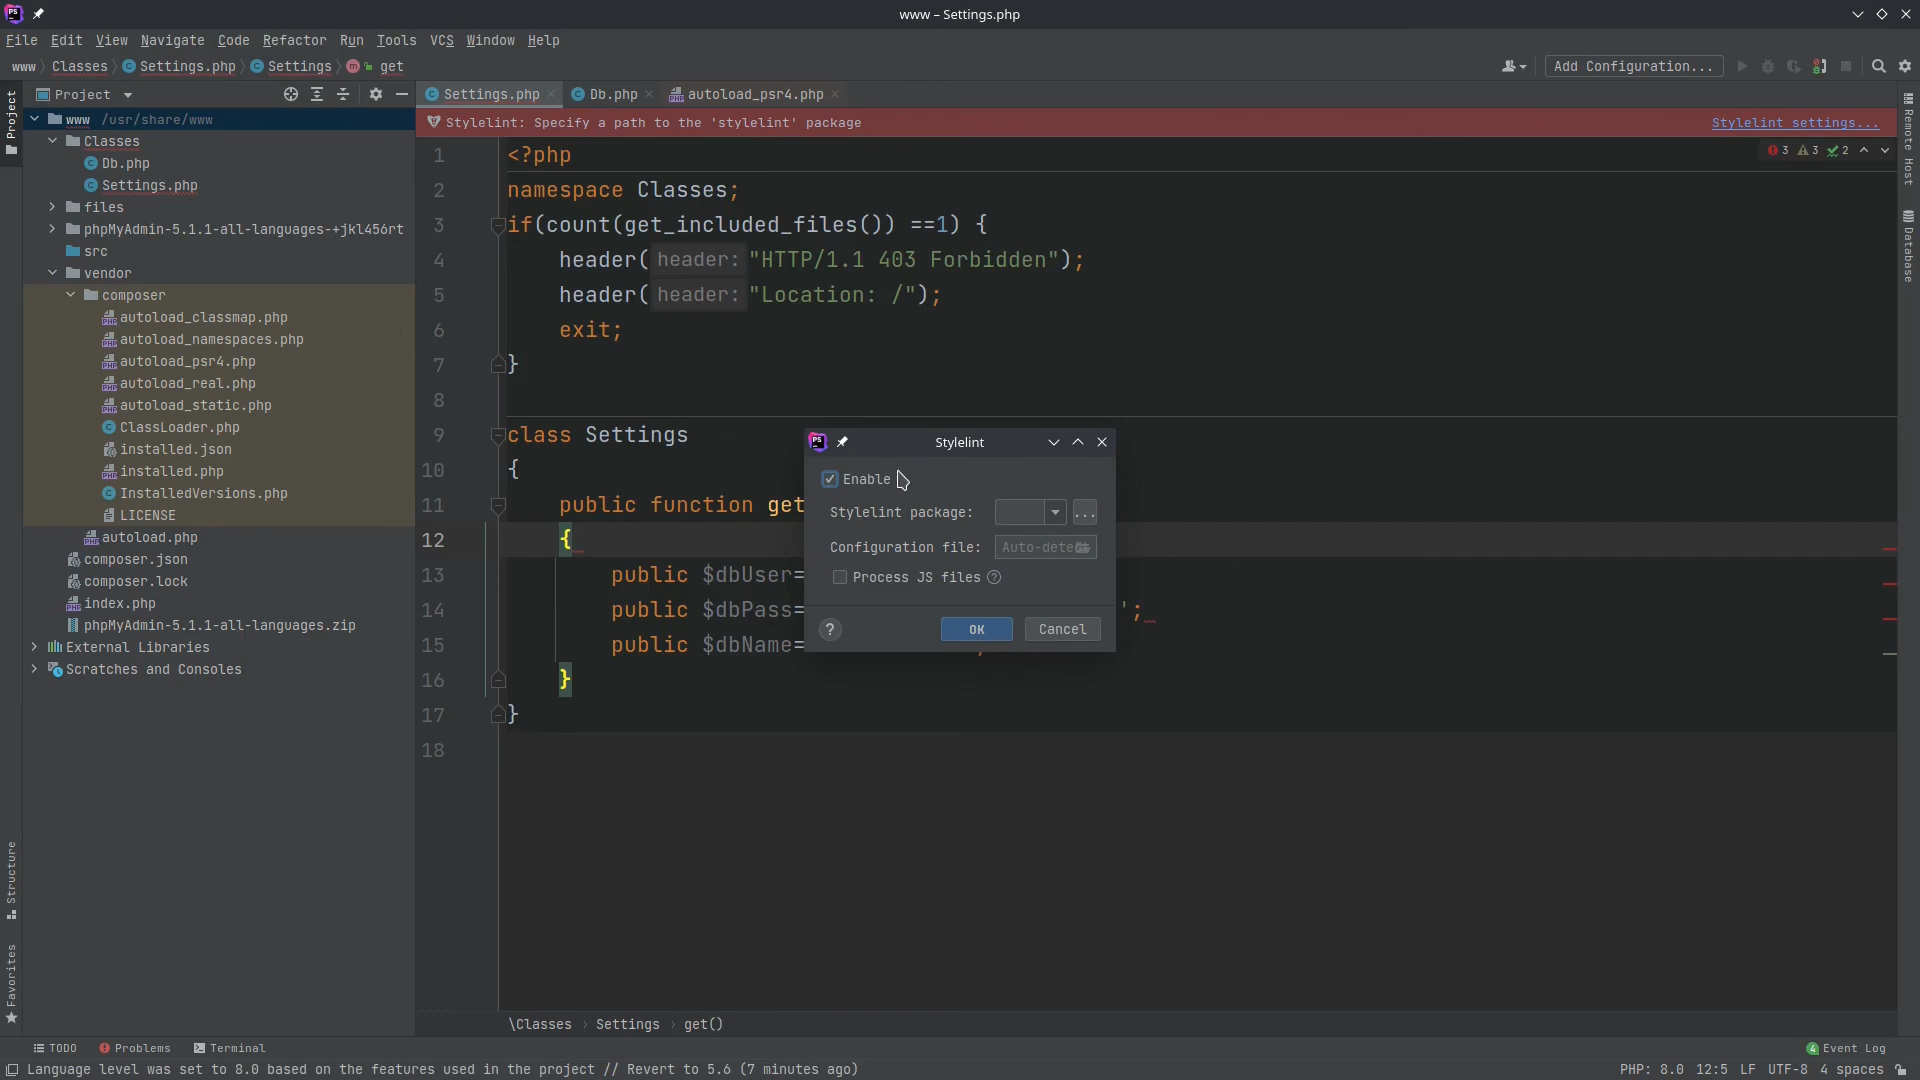 www – Settings.php
File Edit View Navigate Code Refactor Run Tools VCS Window Help
www Classes Settings.php Settings get
Add Configuration...
Project
Settings.php Db.php autoload_psr4.php
Stylelint: Specify a path to the 'stylelint' package Stylelint settings...
3 3 2
Project
www /usr/share/www
Classes
Db.php
Settings.php
files
phpMyAdmin-5.1.1-all-languages-+jkl456rt
src
vendor
composer
autoload_classmap.php
autoload_namespaces.php
autoload_psr4.php
autoload_real.php
autoload_static.php
ClassLoader.php
installed.json
installed.php
InstalledVersions.php
LICENSE
autoload.php
composer.json
composer.lock
index.php
phpMyAdmin-5.1.1-all-languages.zip
External Libraries
Scratches and Consoles
1 <?php
2 namespace Classes;
3 if(count(get_included_files()) ==1) {
4 header( header: "HTTP/1.1 403 Forbidden");
5 header( header: "Location: /");
6 exit;
7 }
8
9 class Settings
10 {
11 public function get
12 {
13 public $dbUser=
14 public $dbPass= ';
15 public $dbName=
16 }
17 }
18
Stylelint
Enable
Stylelint package: ...
Configuration file: Auto-dete
Process JS files ?
? OK Cancel
Remote Host
Database
Structure
Favorites
\Classes Settings get()
TODO Problems Terminal
4 Event Log
Language level was set to 8.0 based on the features used in the project // Revert to 5.6 (7 minutes ago)
PHP: 8.0 12:5 LF UTF-8 4 spaces